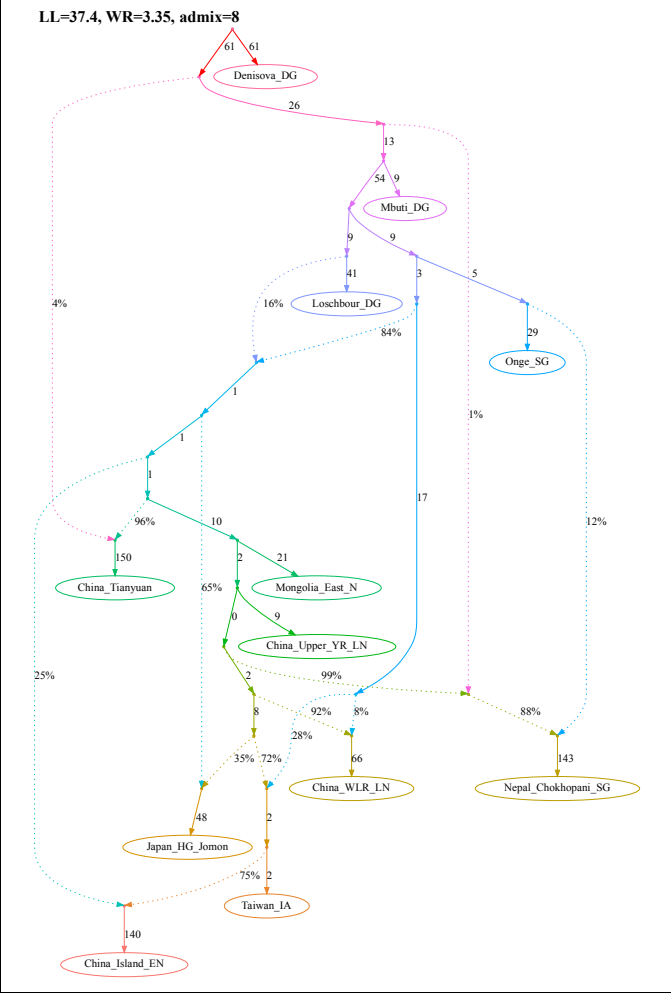 LL=37.4, WR=3.35, admix=8
61 61
Denisova_DG
26
13
54 9
Mbuti_DG
9 9
41 3 5
4% 16% Loschbour_DG
84% 29
Onge_SG
1
1% 
1
1 17
96% 10 12%
150 2 21
China_Tianyuan 65% Mongolia_East_N
0 9
China_Upper_YR_LN
25% 2 99%
8 92% 8% 88%
28%
35% 72% 66 143
China_WLR_LN Nepal_Chokhopani_SG
48 2
Japan_HG_Jomon
75% 2
Taiwan_IA
140
China_Island_EN